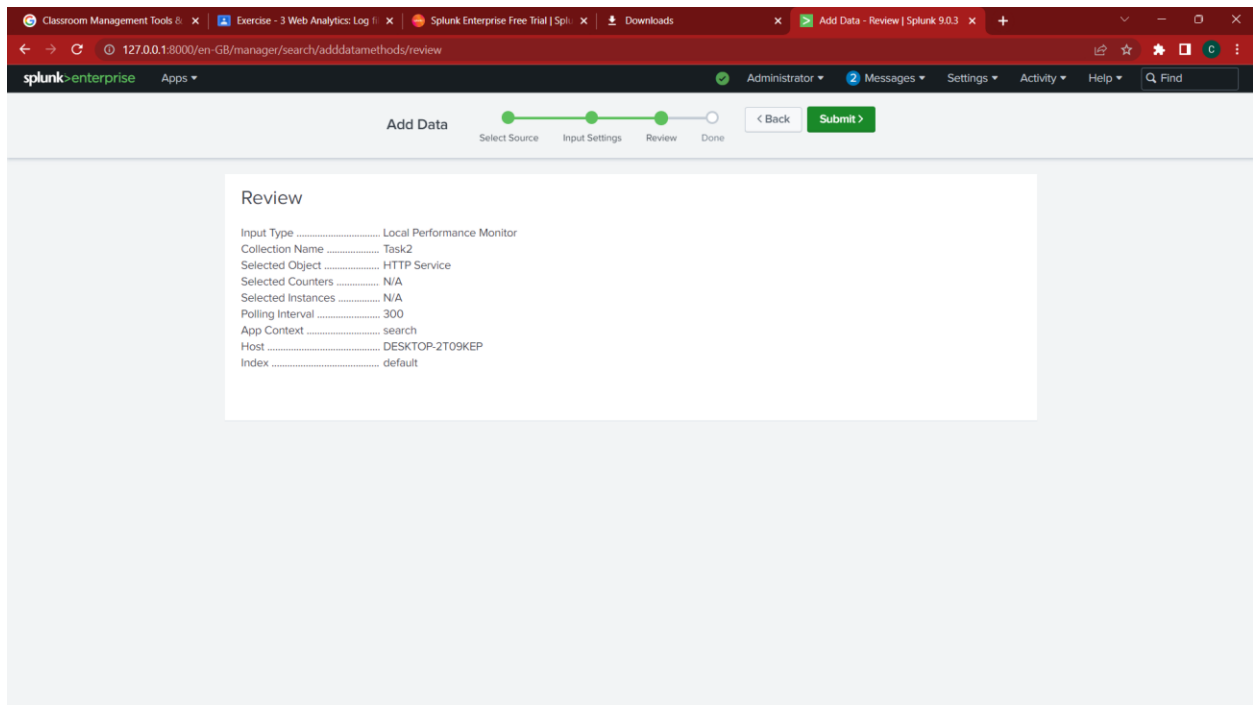 Classroom Management Tools &
Exercise - 3 Web Analytics: Log fi
Splunk Enterprise Free Trial | Splu
Downloads
Add Data - Review | Splunk 9.0.3
127.0.0.1:8000/en-GB/manager/search/adddatamethods/review
C
splunk>enterprise Apps Administrator 2 Messages Settings Activity Help Find
Add Data
Select Source Input Settings Review Done
< Back Submit >
Review
Input Type ................................ Local Performance Monitor
Collection Name .................... Task2
Selected Object ..................... HTTP Service
Selected Counters ................ N/A
Selected Instances ................ N/A
Polling Interval ........................ 300
App Context ............................ search
Host ........................................... DESKTOP-2T09KEP
Index ......................................... default